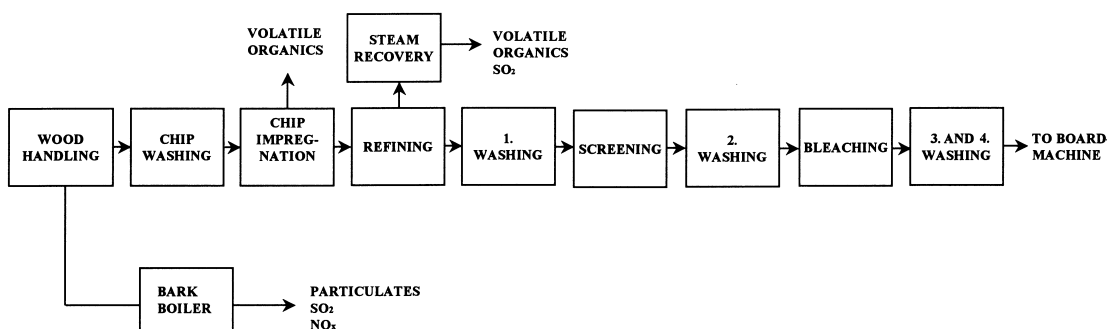 VOLATILE
ORGANICS
STEAM
RECOVERY
VOLATILE
ORGANICS
SO₂
WOOD
HANDLING
CHIP
WASHING
CHIP
IMPREG-
NATION
REFINING
1.
WASHING
SCREENING
2.
WASHING
BLEACHING
3. AND 4.
WASHING
TO BOARD
MACHINE
BARK
BOILER
PARTICULATES
SO₂
NOₓ